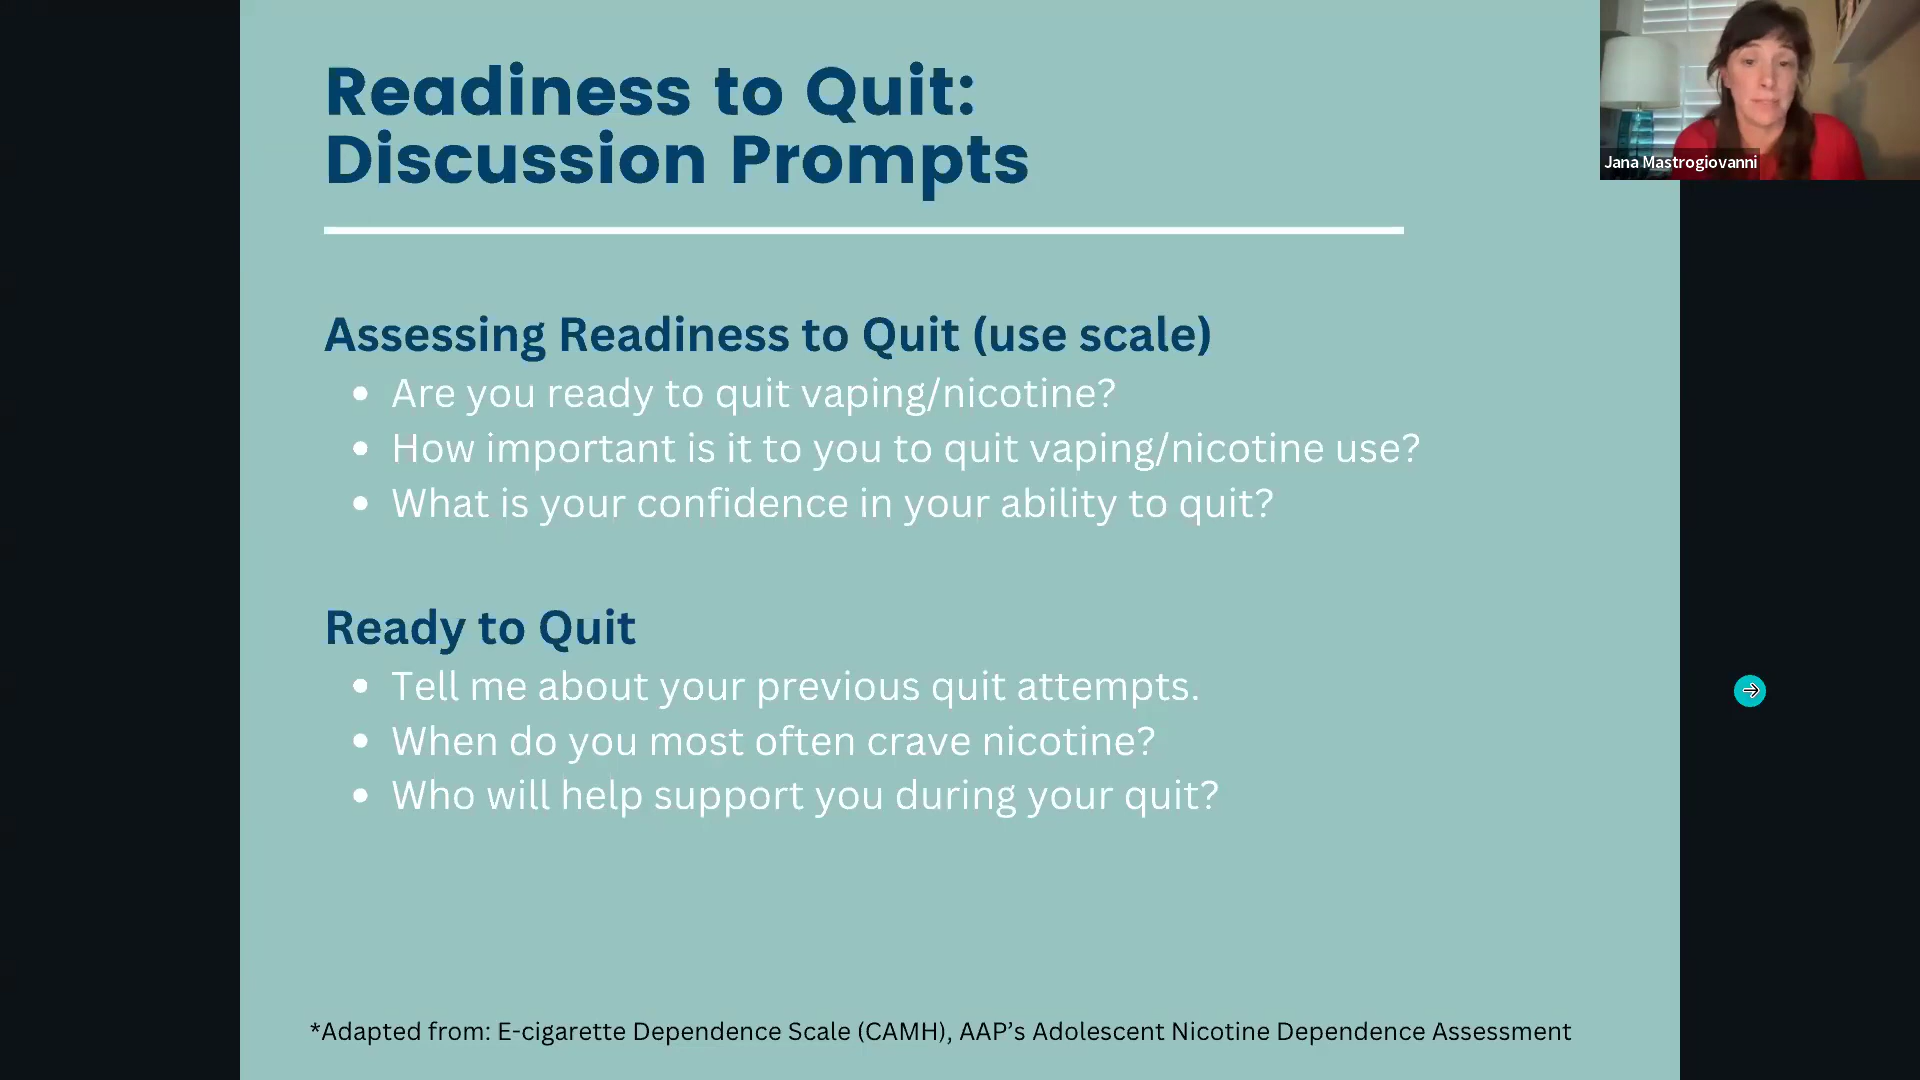 Readiness to Quit:
Discussion Prompts
Jana Mastrogiovanni
Assessing Readiness to Quit (use scale)
• Are you ready to quit vaping/nicotine?
• How important is it to you to quit vaping/nicotine use?
• What is your confidence in your ability to quit?
Ready to Quit
• Tell me about your previous quit attempts.
• When do you most often crave nicotine?
• Who will help support you during your quit?
*Adapted from: E-cigarette Dependence Scale (CAMH), AAP’s Adolescent Nicotine Dependence Assessment